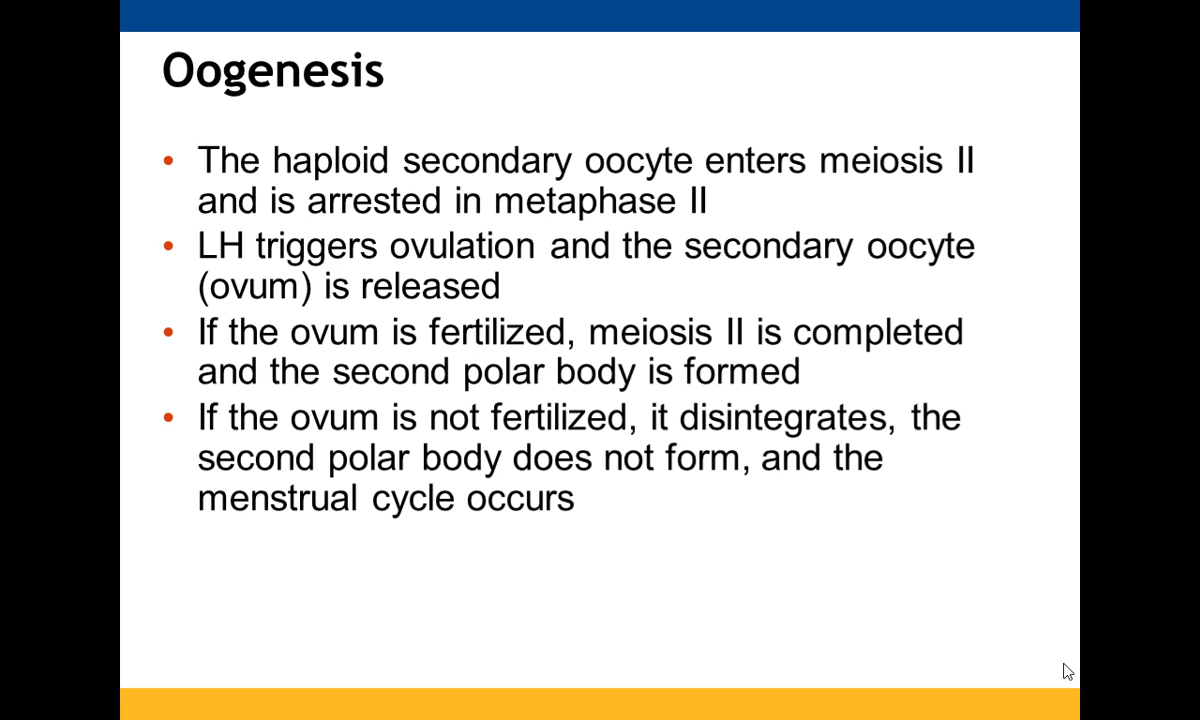 Oogenesis
• The haploid secondary oocyte enters meiosis II
and is arrested in metaphase II
• LH triggers ovulation and the secondary oocyte
(ovum) is released
• If the ovum is fertilized, meiosis II is completed
and the second polar body is formed
• If the ovum is not fertilized, it disintegrates, the
second polar body does not form, and the
menstrual cycle occurs